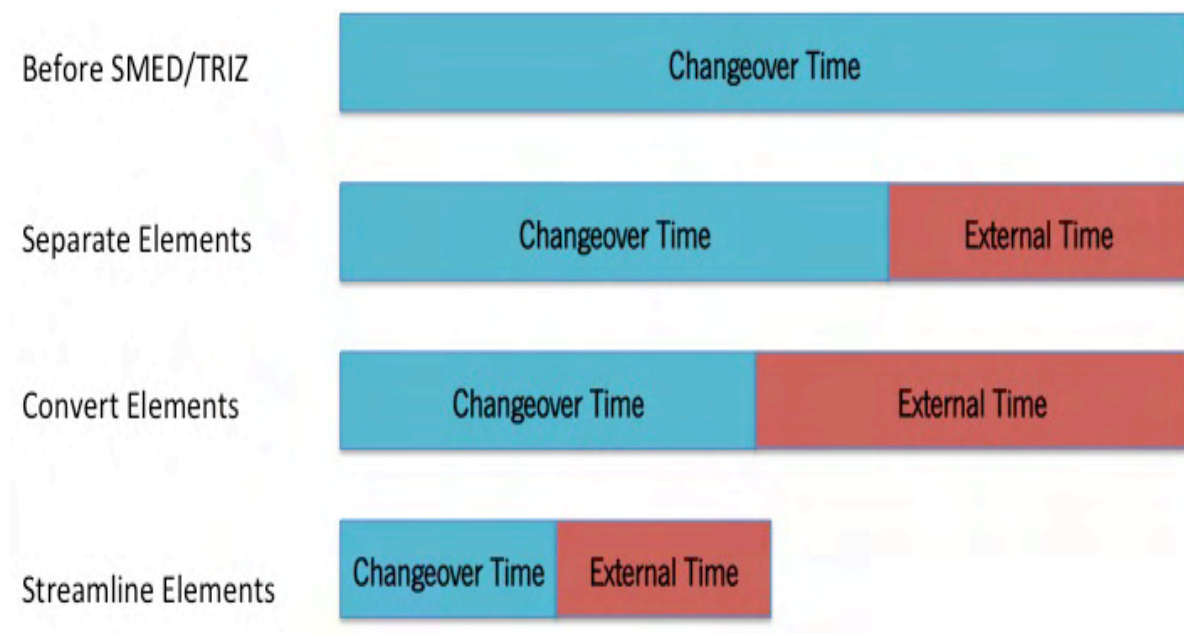 Before SMED/TRIZ
Changeover Time
Separate Elements
Changeover Time
External Time
Convert Elements
Changeover Time
External Time
Streamline Elements
Changeover Time
External Time